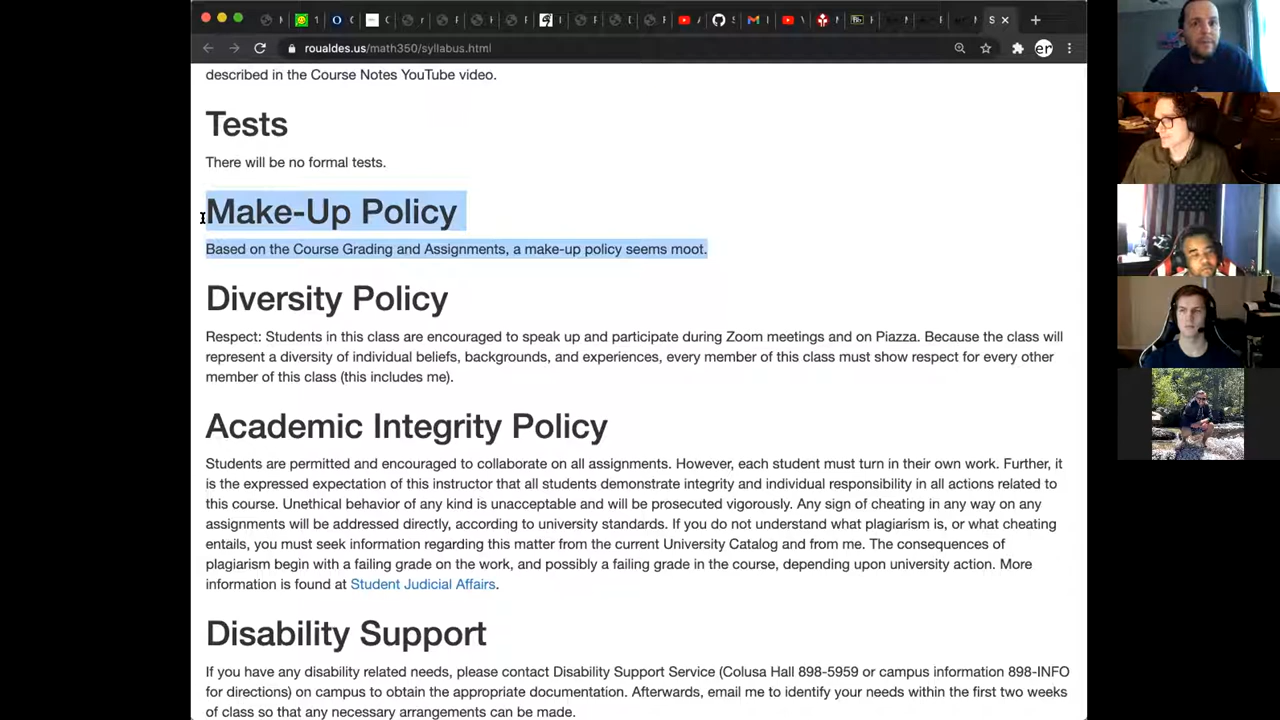 roualdes.us/math350/syllabus.html
er
described in the Course Notes YouTube video.
Tests
There will be no formal tests.
Make-Up Policy
Based on the Course Grading and Assignments, a make-up policy seems moot.
Diversity Policy
Respect: Students in this class are encouraged to speak up and participate during Zoom meetings and on Piazza. Because the class will
represent a diversity of individual beliefs, backgrounds, and experiences, every member of this class must show respect for every other
member of this class (this includes me).
Academic Integrity Policy
Students are permitted and encouraged to collaborate on all assignments. However, each student must turn in their own work. Further, it
is the expressed expectation of this instructor that all students demonstrate integrity and individual responsibility in all actions related to
this course. Unethical behavior of any kind is unacceptable and will be prosecuted vigorously. Any sign of cheating in any way on any
assignments will be addressed directly, according to university standards. If you do not understand what plagiarism is, or what cheating
entails, you must seek information regarding this matter from the current University Catalog and from me. The consequences of
plagiarism begin with a failing grade on the work, and possibly a failing grade in the course, depending upon university action. More
information is found at Student Judicial Affairs.
Disability Support
If you have any disability related needs, please contact Disability Support Service (Colusa Hall 898-5959 or campus information 898-INFO
for directions) on campus to obtain the appropriate documentation. Afterwards, email me to identify your needs within the first two weeks
of class so that any necessary arrangements can be made.